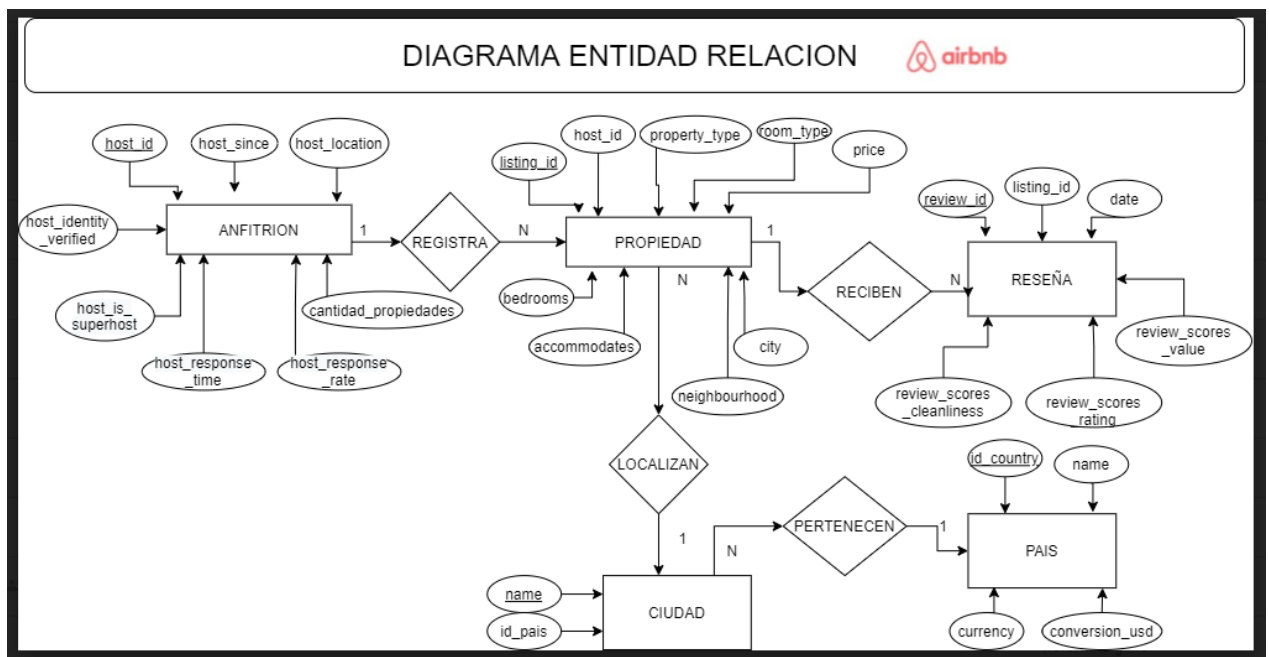 DIAGRAMA ENTIDAD RELACION
airbnb
host_id
host_since
host_location
listing_id
host_id
property_type
room_type
price
review_id
listing_id
date
host_identity
_verified
ANFITRION
1
REGISTRA
N
PROPIEDAD
1
N
RECIBEN
N
RESEÑA
host_is_
superhost
cantidad_propiedades
host_response
_time
host_response
_rate
bedrooms
accommodates
city
neighbourhood
review_scores
_value
review_scores
_cleanliness
review_scores
_rating
LOCALIZAN
id_country
name
PERTENECEN
1
PAIS
1
N
name
id_pais
CIUDAD
currency
conversion_usd